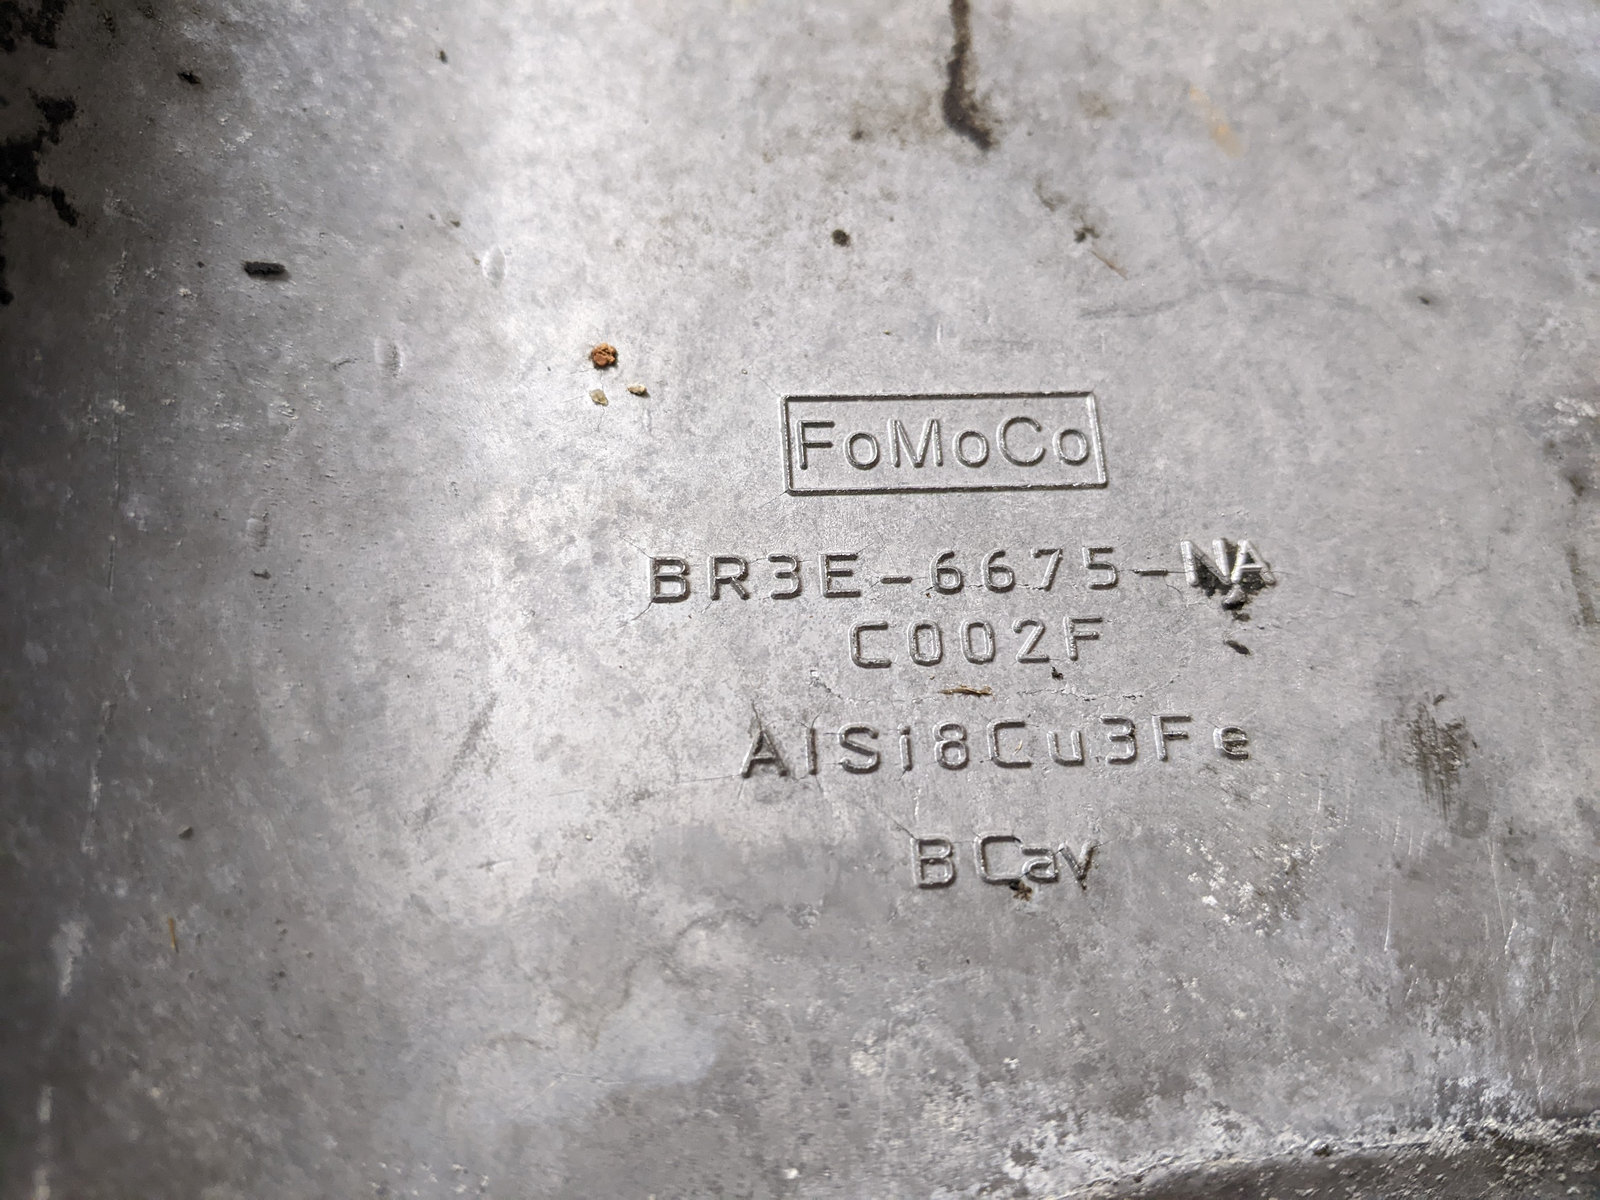 FoMoCo
BR3E-6675-NA
C002F
AlSi8Cu3Fe
B Cav